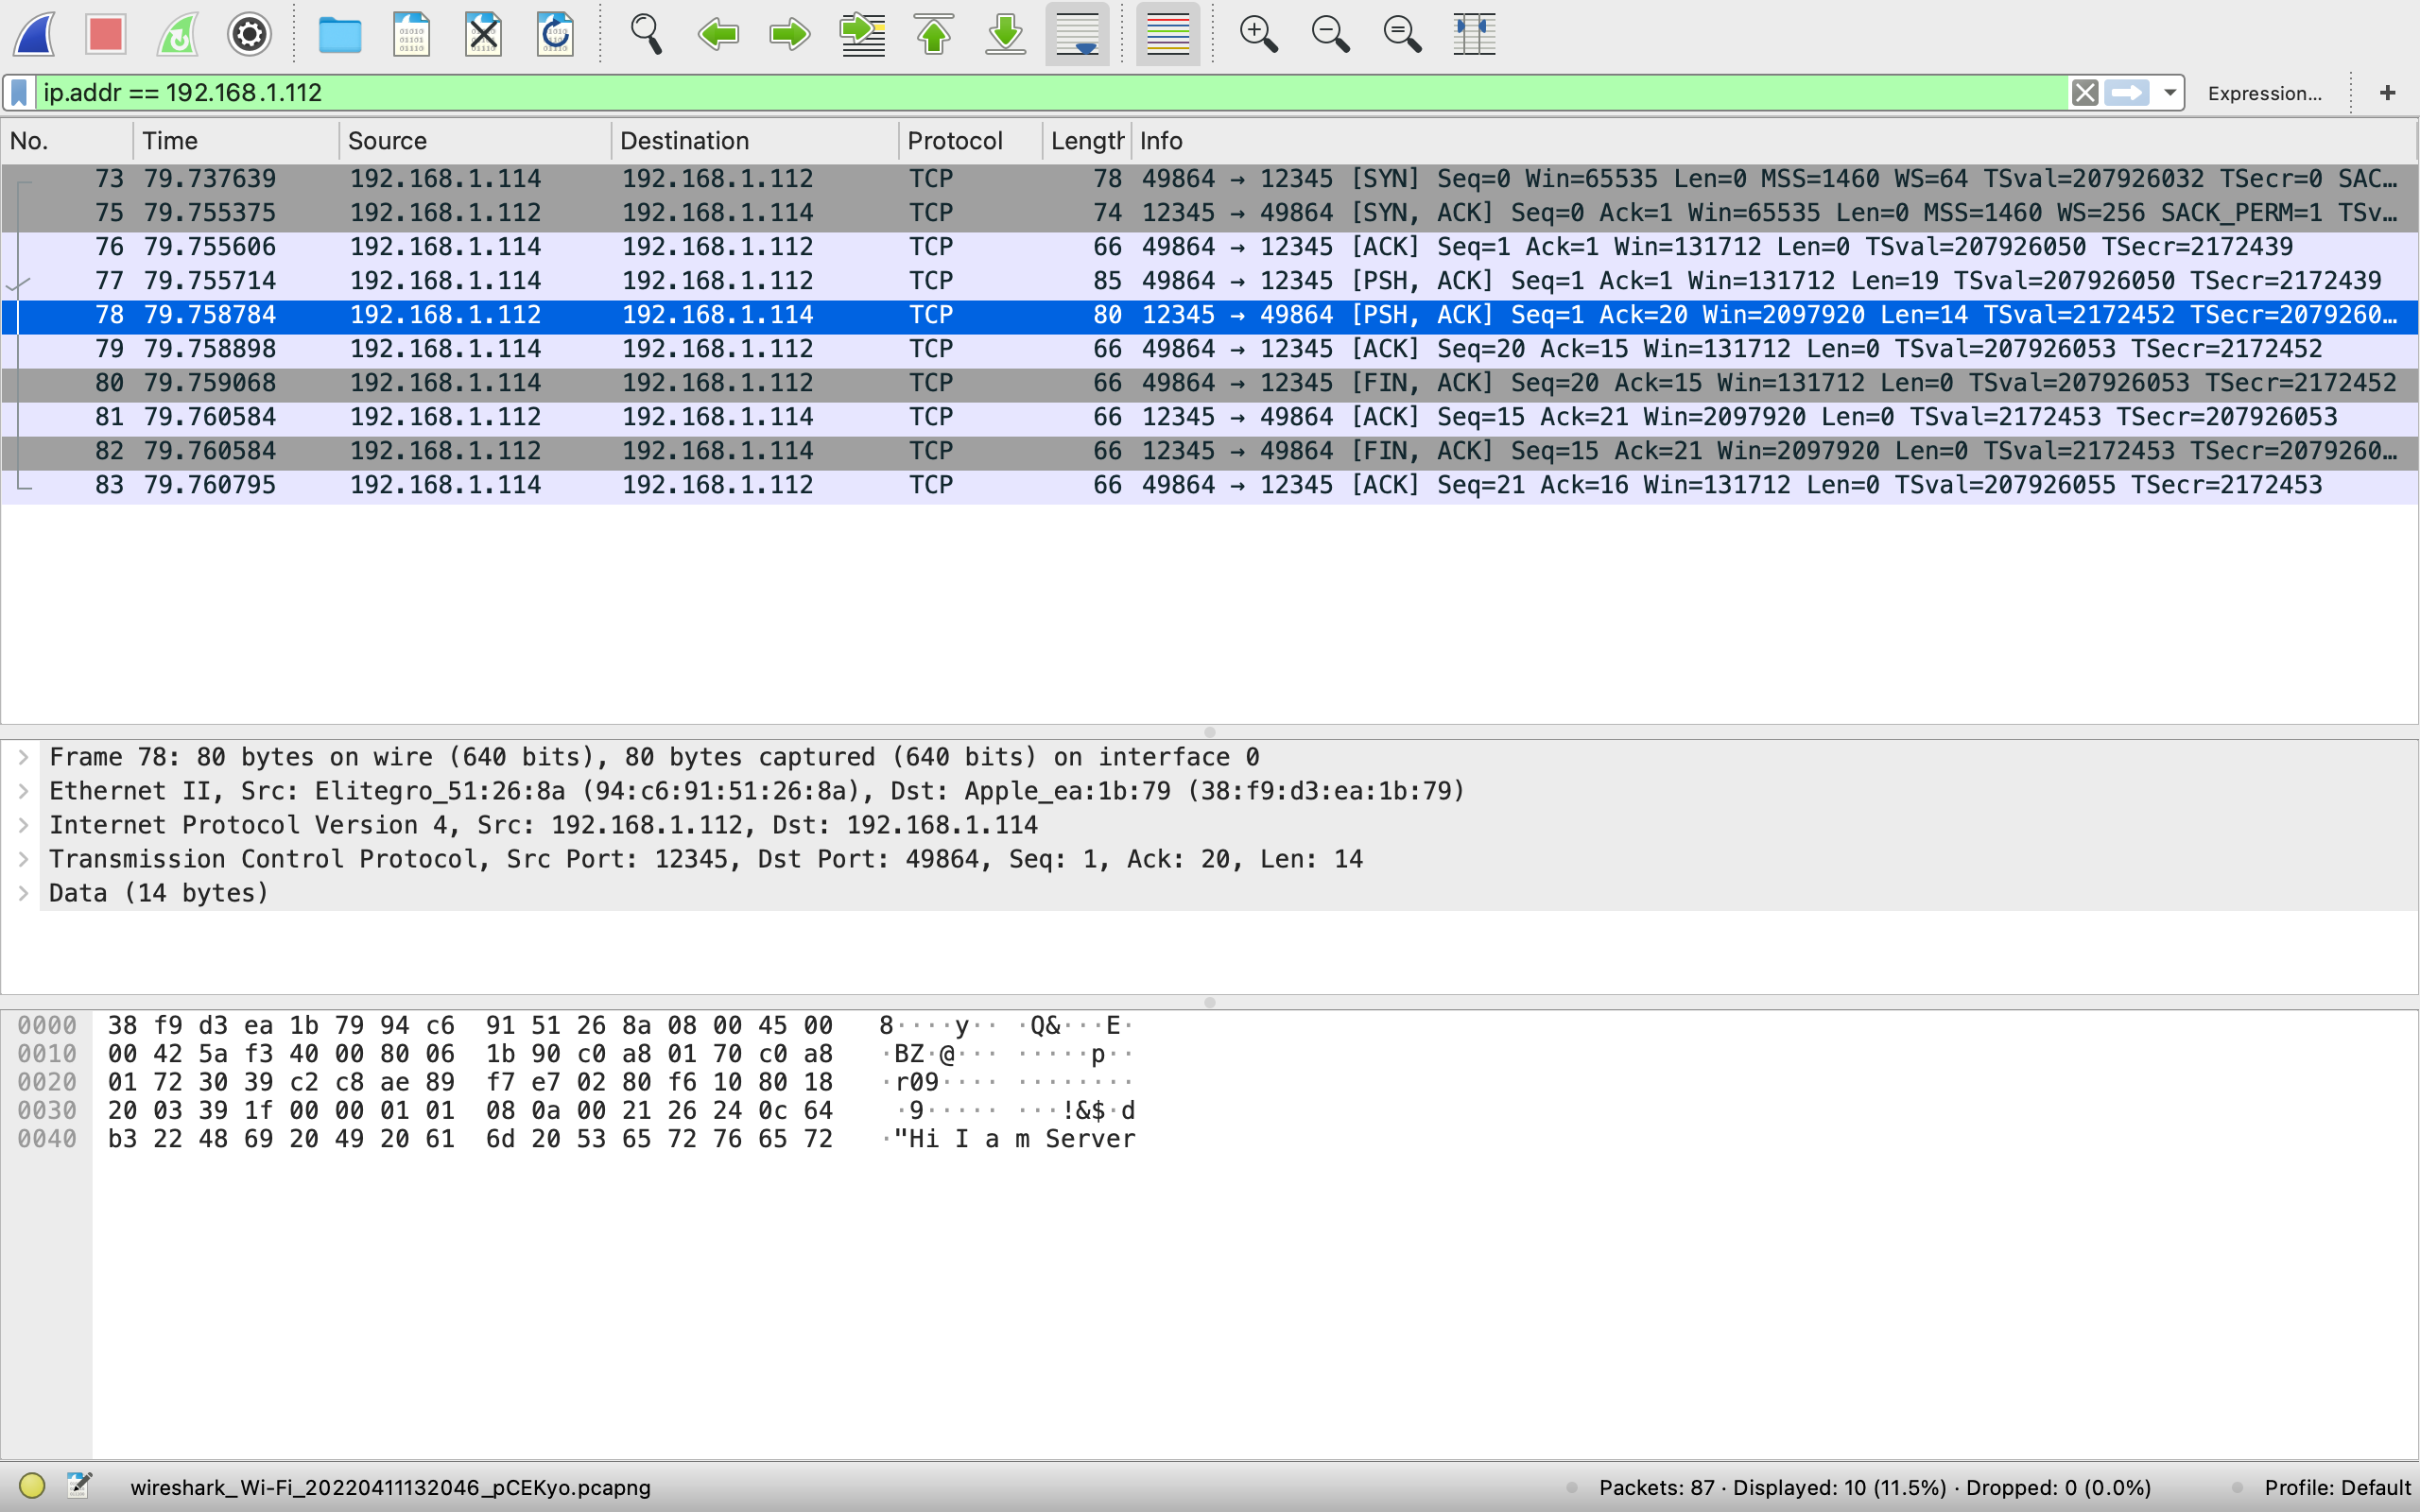 ip.addr == 192.168.1.112 Expression... +
No. Time Source Destination Protocol Length Info
73 79.737639 192.168.1.114 192.168.1.112 TCP 78 49864 → 12345 [SYN] Seq=0 Win=65535 Len=0 MSS=1460 WS=64 TSval=207926032 TSecr=0 SAC…
75 79.755375 192.168.1.112 192.168.1.114 TCP 74 12345 → 49864 [SYN, ACK] Seq=0 Ack=1 Win=65535 Len=0 MSS=1460 WS=256 SACK_PERM=1 TSv…
76 79.755606 192.168.1.114 192.168.1.112 TCP 66 49864 → 12345 [ACK] Seq=1 Ack=1 Win=131712 Len=0 TSval=207926050 TSecr=2172439
77 79.755714 192.168.1.114 192.168.1.112 TCP 85 49864 → 12345 [PSH, ACK] Seq=1 Ack=1 Win=131712 Len=19 TSval=207926050 TSecr=2172439
78 79.758784 192.168.1.112 192.168.1.114 TCP 80 12345 → 49864 [PSH, ACK] Seq=1 Ack=20 Win=2097920 Len=14 TSval=2172452 TSecr=2079260…
79 79.758898 192.168.1.114 192.168.1.112 TCP 66 49864 → 12345 [ACK] Seq=20 Ack=15 Win=131712 Len=0 TSval=207926053 TSecr=2172452
80 79.759068 192.168.1.114 192.168.1.112 TCP 66 49864 → 12345 [FIN, ACK] Seq=20 Ack=15 Win=131712 Len=0 TSval=207926053 TSecr=2172452
81 79.760584 192.168.1.112 192.168.1.114 TCP 66 12345 → 49864 [ACK] Seq=15 Ack=21 Win=2097920 Len=0 TSval=2172453 TSecr=207926053
82 79.760584 192.168.1.112 192.168.1.114 TCP 66 12345 → 49864 [FIN, ACK] Seq=15 Ack=21 Win=2097920 Len=0 TSval=2172453 TSecr=2079260…
83 79.760795 192.168.1.114 192.168.1.112 TCP 66 49864 → 12345 [ACK] Seq=21 Ack=16 Win=131712 Len=0 TSval=207926055 TSecr=2172453
Frame 78: 80 bytes on wire (640 bits), 80 bytes captured (640 bits) on interface 0
Ethernet II, Src: Elitegro_51:26:8a (94:c6:91:51:26:8a), Dst: Apple_ea:1b:79 (38:f9:d3:ea:1b:79)
Internet Protocol Version 4, Src: 192.168.1.112, Dst: 192.168.1.114
Transmission Control Protocol, Src Port: 12345, Dst Port: 49864, Seq: 1, Ack: 20, Len: 14
Data (14 bytes)
0000 38 f9 d3 ea 1b 79 94 c6 91 51 26 8a 08 00 45 00 8····y·· ·Q&···E·
0010 00 42 5a f3 40 00 80 06 1b 90 c0 a8 01 70 c0 a8 ·BZ·@··· ·····p··
0020 01 72 30 39 c2 c8 ae 89 f7 e7 02 80 f6 10 80 18 ·r09···· ········
0030 20 03 39 1f 00 00 01 01 08 0a 00 21 26 24 0c 64 ·9····· ···!&$·d
0040 b3 22 48 69 20 49 20 61 6d 20 53 65 72 76 65 72 ·"Hi I a m Server
wireshark_Wi-Fi_20220411132046_pCEKyo.pcapng Packets: 87 · Displayed: 10 (11.5%) · Dropped: 0 (0.0%) Profile: Default